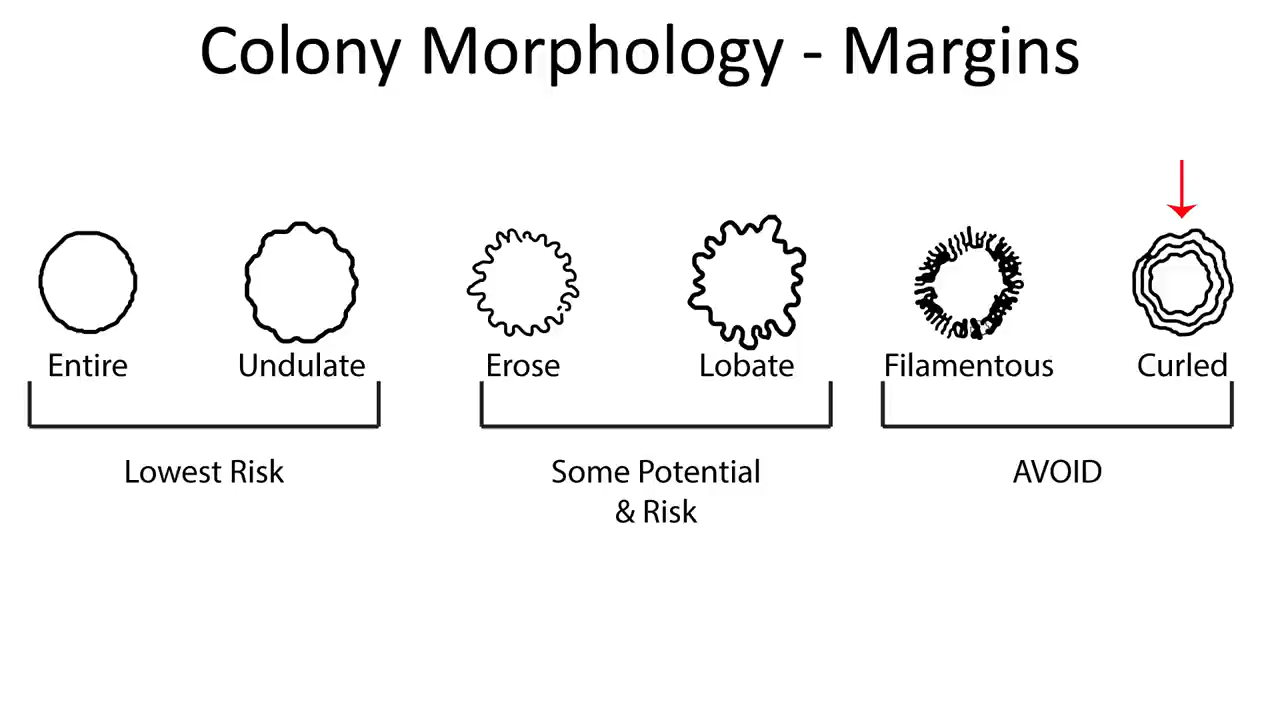 Colony Morphology - Margins
Entire
Undulate
Erose
Lobate
Filamentous
Curled
Lowest Risk
Some Potential
& Risk
AVOID